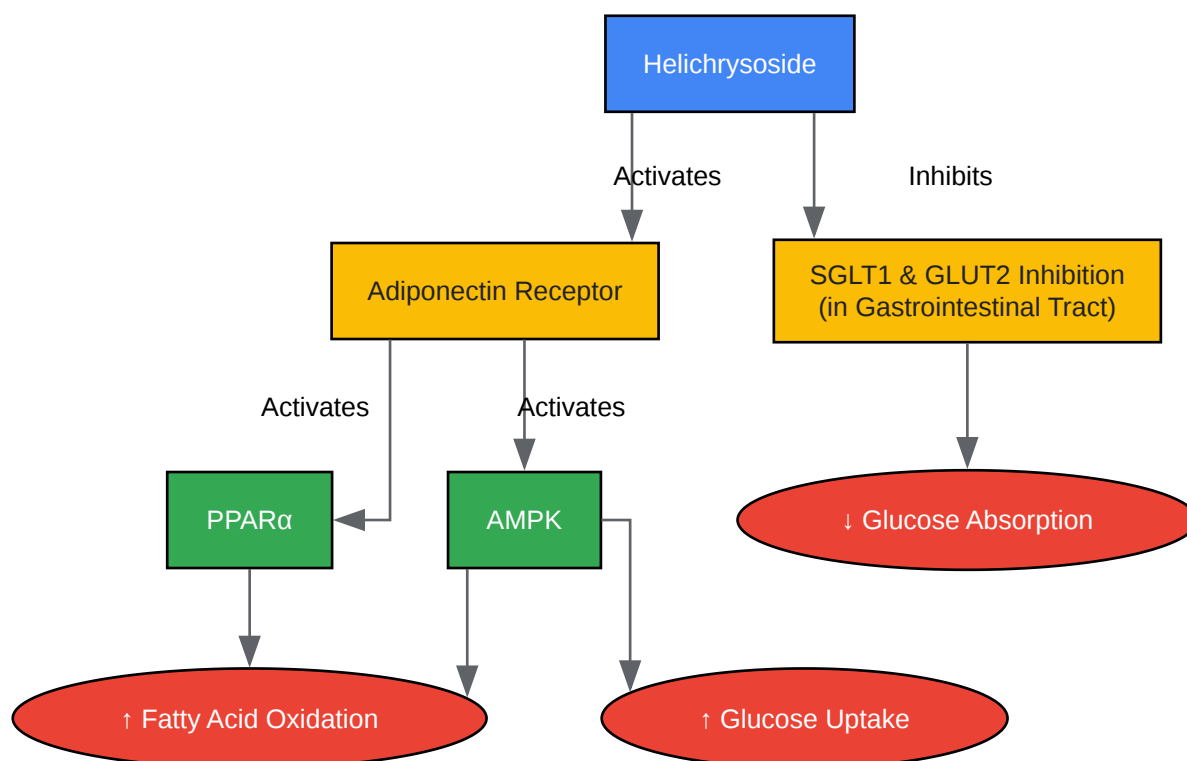 Helichrysoside
Activates
Inhibits
Adiponectin Receptor
SGLT1 & GLUT2 Inhibition
(in Gastrointestinal Tract)
Activates
Activates
PPARα
AMPK
↓ Glucose Absorption
↑ Fatty Acid Oxidation
↑ Glucose Uptake